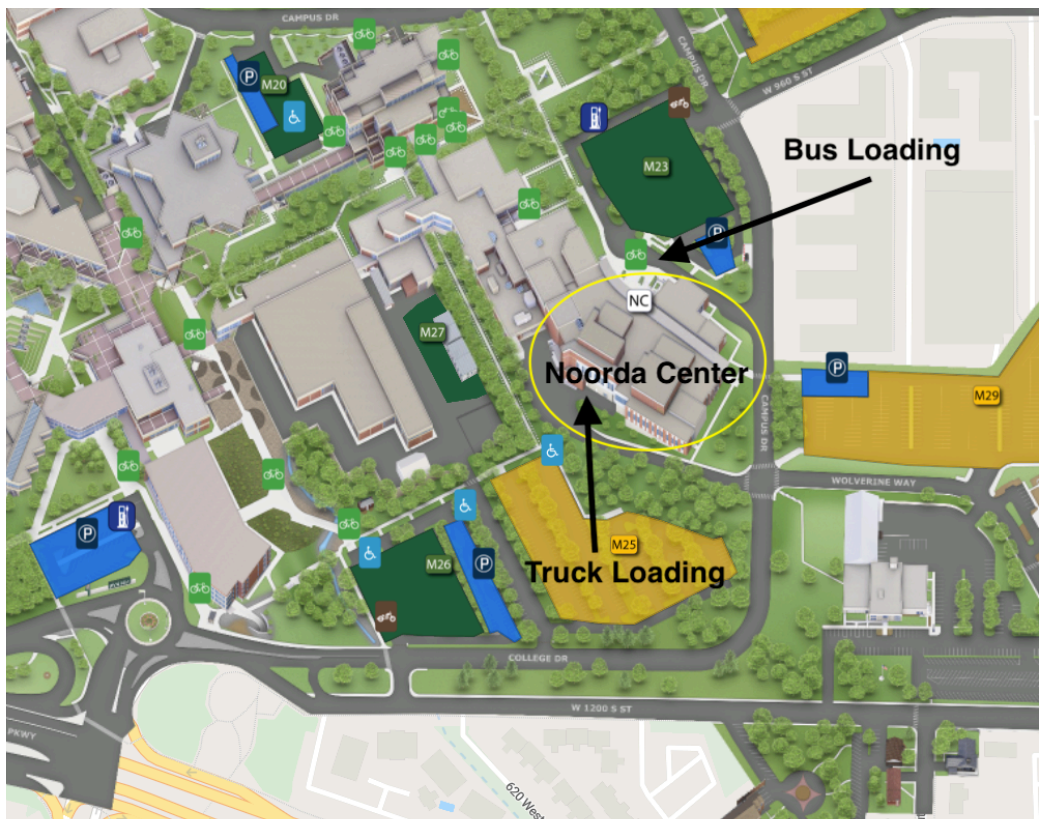 CAMPUS DR
CAMPUS DR
W 960 S ST
P
M20
M23
Bus Loading
P
NC
M27
Noorda Center
P
M29
CAMPUS DR
WOLVERINE WAY
P
M25
M26
P
Truck Loading
COLLEGE DR
W 1200 S ST
PKWY
620 West